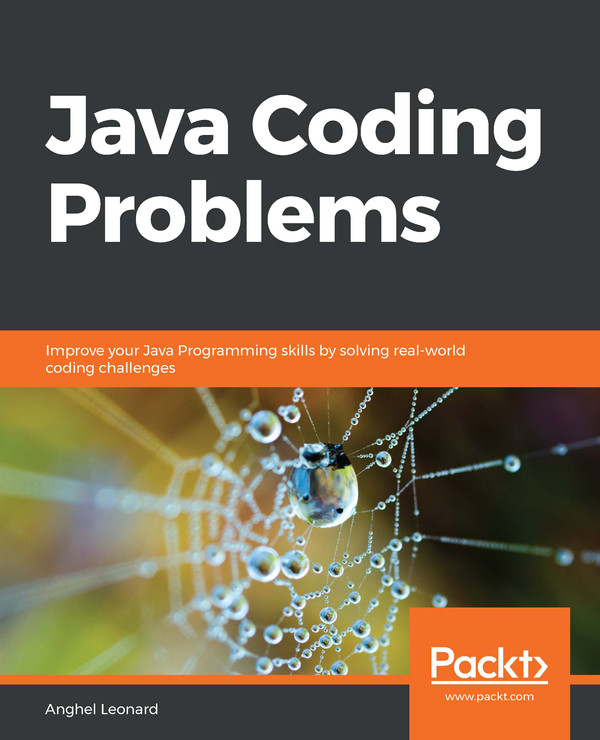 Java Coding
Problems
Improve your Java Programming skills by solving real-world
coding challenges
Packt>
www.packt.com
Anghel Leonard